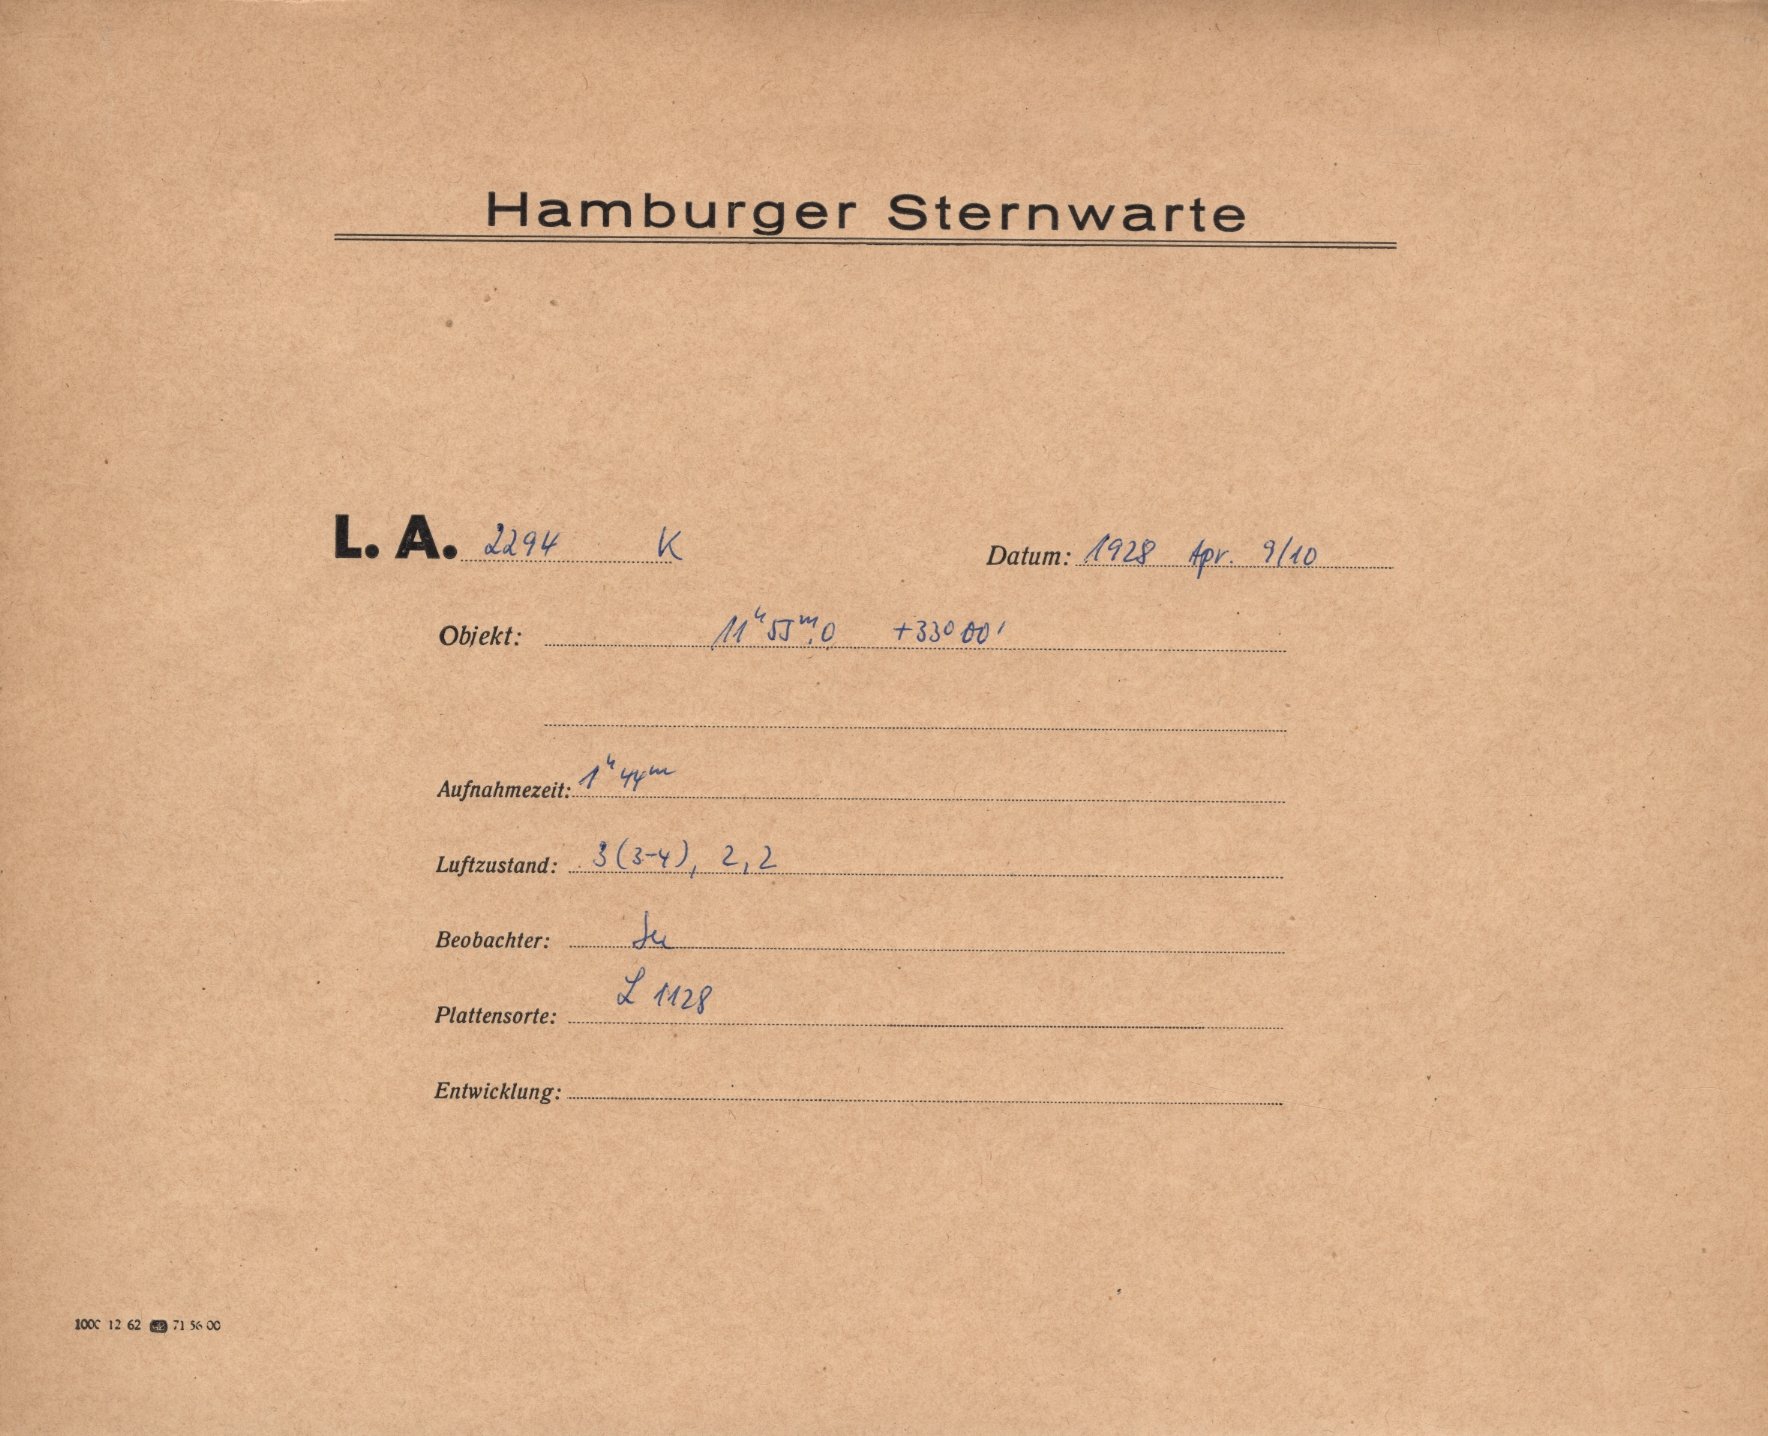 Hamburger Sternwarte
L. A. 2294 K Datum: 1928 Apr. 9/10
Objekt: 11ʰ 55ᵐ.0 +33° 00'
Aufnahmezeit: 1ʰ 44ᵐ
Luftzustand: 3 (3-4), 2, 2
Beobachter:
Plattensorte: L 1128
Entwicklung:
12 62 71 56 00